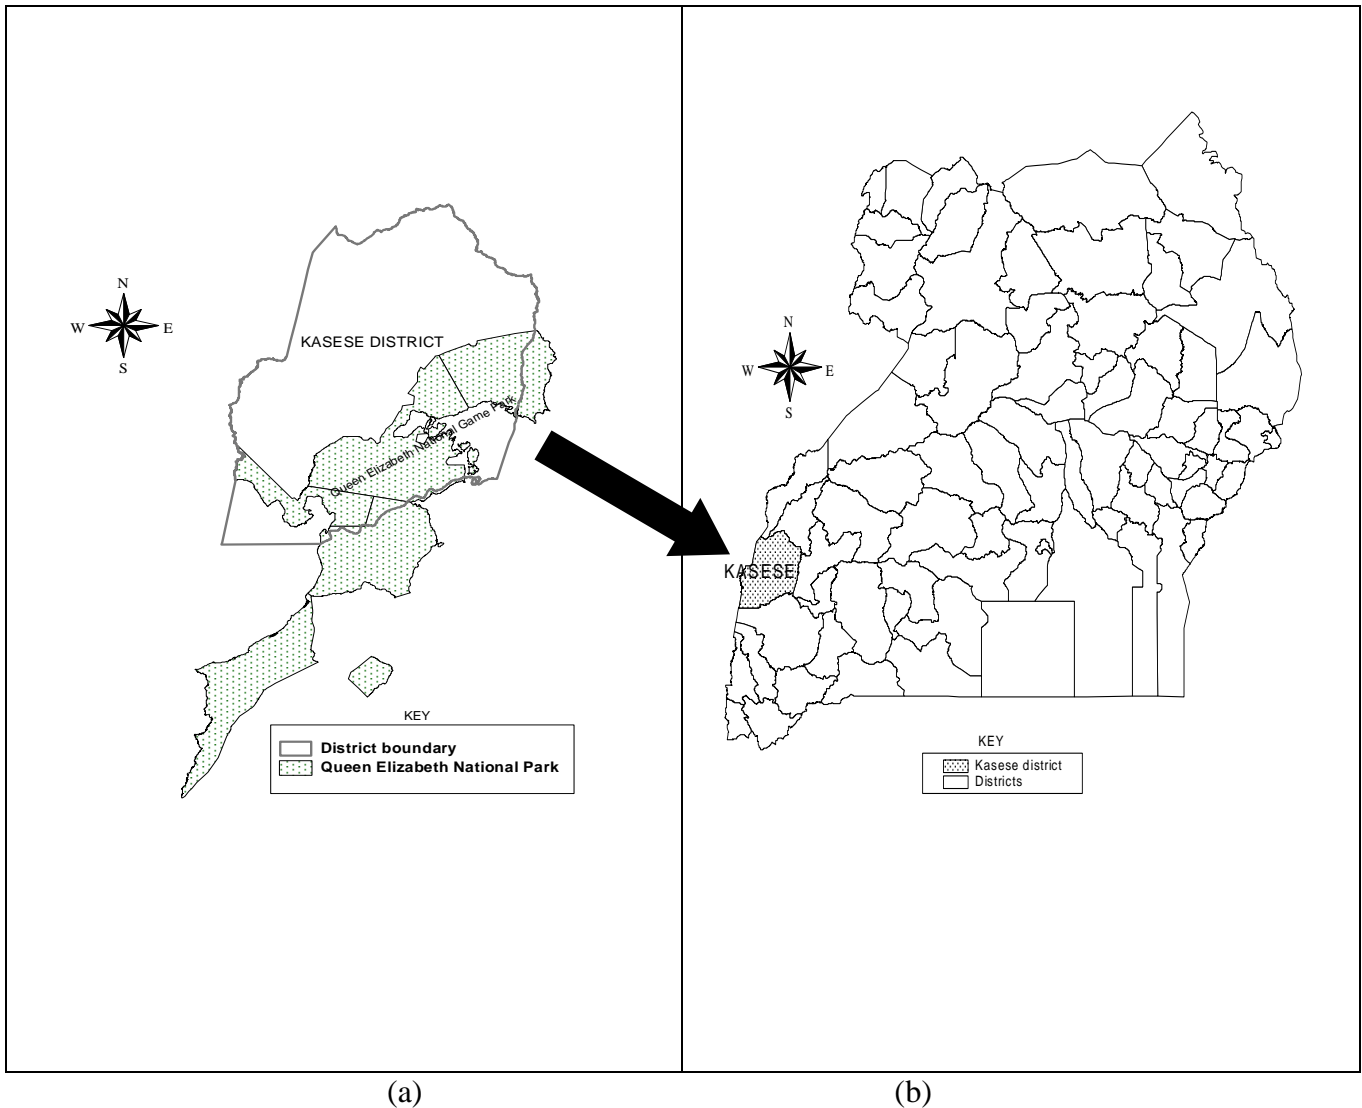 N
W E
S
KASESE DISTRICT
Queen Elizabeth National Game Park
KEY
District boundary
Queen Elizabeth National Park
N
W E
S
KASESE
KEY
Kasese district
Districts
(a) (b)